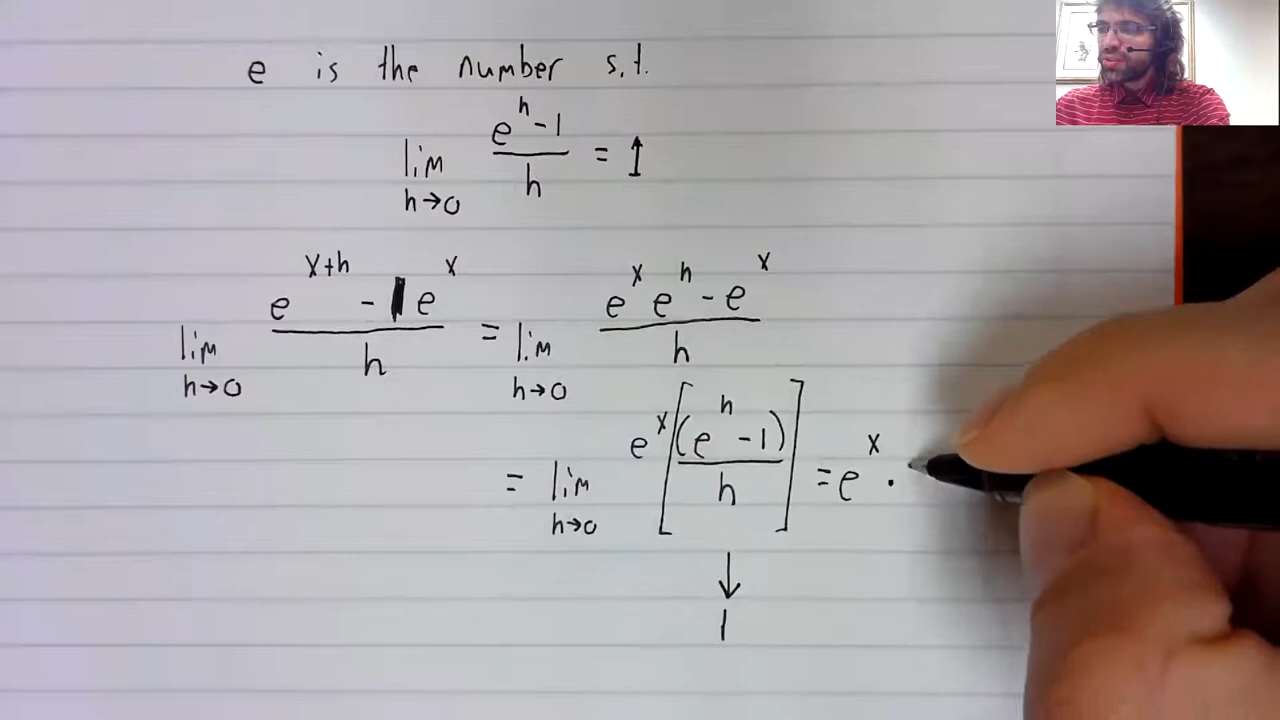 e is the number s.t.
lim h→0 (e^h - 1)/h = 1
lim h→0 (e^(x+h) - e^x)/h = lim h→0 (e^x e^h - e^x)/h
= lim h→0 e^x [(e^h - 1)/h] = e^x ·
↓
1